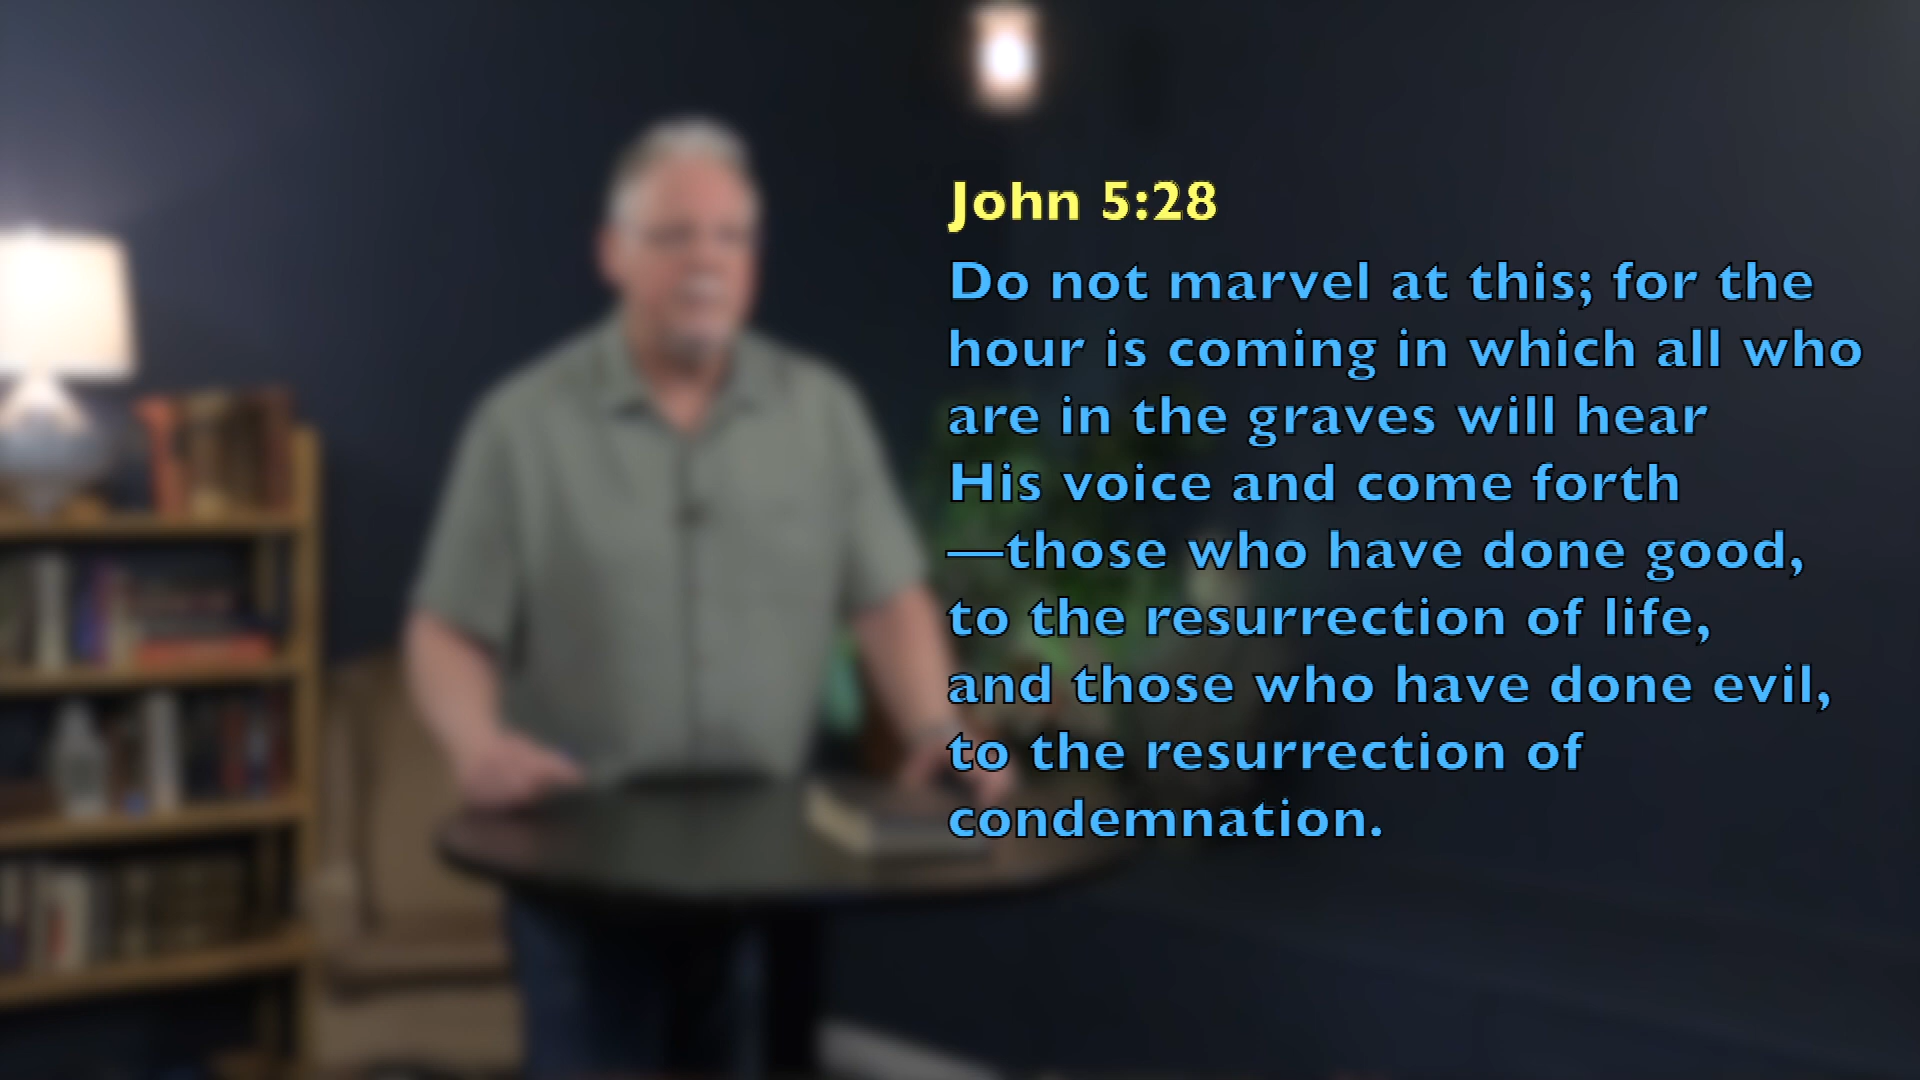 John 5:28
Do not marvel at this; for the
hour is coming in which all who
are in the graves will hear
His voice and come forth
—those who have done good,
to the resurrection of life,
and those who have done evil,
to the resurrection of
condemnation.